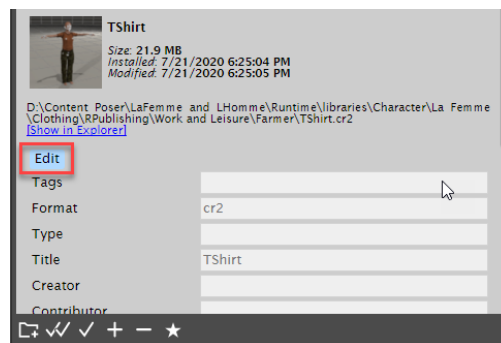 TShirt
Size: 21.9 MB
Installed: 7/21/2020 6:25:04 PM
Modified: 7/21/2020 6:25:05 PM
D:\Content Poser\LaFemme and LHomme\Runtime\libraries\Character\La Femme
\Clothing\RPublishing\Work and Leisure\Farmer\TShirt.cr2
[Show in Explorer]
Edit
Tags
Format cr2
Type
Title TShirt
Creator
Contributor